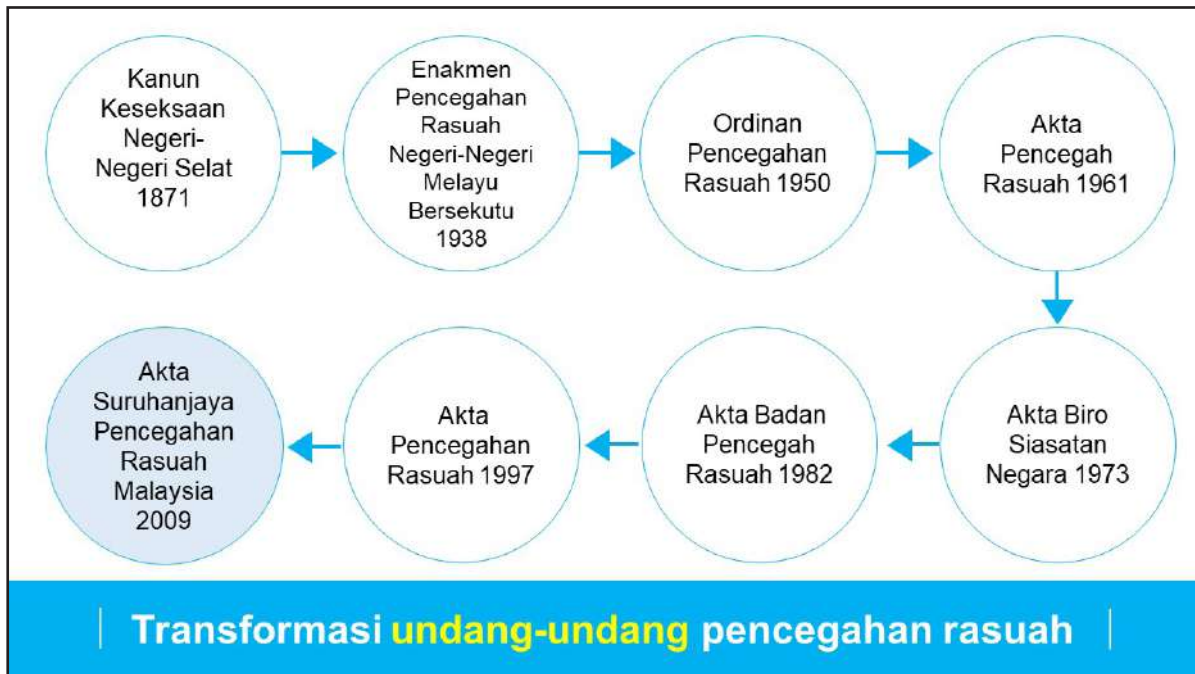 Kanun
Keseksaan
Negeri-
Negeri Selat
1871
Enakmen
Pencegahan
Rasuah
Negeri-Negeri
Melayu
Bersekutu
1938
Ordinan
Pencegahan
Rasuah 1950
Akta
Pencegah
Rasuah 1961
Akta Biro
Siasatan
Negara 1973
Akta Badan
Pencegah
Rasuah 1982
Akta
Pencegahan
Rasuah 1997
Akta
Suruhanjaya
Pencegahan
Rasuah
Malaysia
2009
Transformasi undang-undang pencegahan rasuah